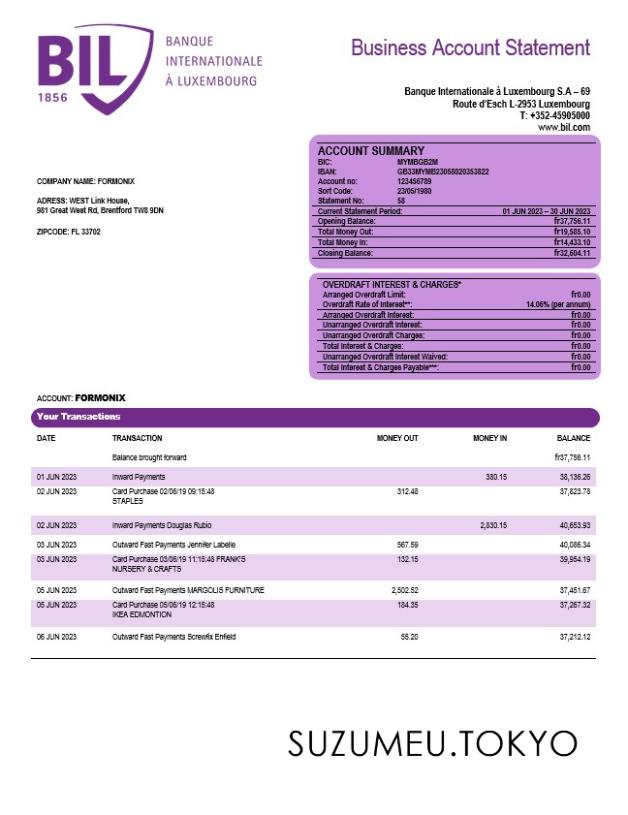 BIL
1856
BANQUE
INTERNATIONALE
À LUXEMBOURG
Business Account Statement
Banque Internationale à Luxembourg S.A – 69
Route d'Esch L-2953 Luxembourg
T: +352-45905000
www.bil.com
COMPANY NAME: FORMONIX
ADRESS: WEST Link House,
981 Great West Rd, Brentford TW8 9DN
ZIPCODE: FL 33702
ACCOUNT SUMMARY
BIC: MYMBGB2M
IBAN: GB33MYMB23058020353822
Account no: 123456789
Sort Code: 23/05/1980
Statement No: 58
Current Statement Period: 01 JUN 2023 – 30 JUN 2023
Opening Balance: fr37,756.11
Total Money Out: fr19,585.10
Total Money In: fr14,433.10
Closing Balance: fr32,604.11
OVERDRAFT INTEREST & CHARGES*
Arranged Overdraft Limit: fr0.00
Overdraft Rate of Interest**: 14.06% (per annum)
Arranged Overdraft Interest: fr0.00
Unarranged Overdraft Interest: fr0.00
Unarranged Overdraft Charges: fr0.00
Total Interest & Charges: fr0.00
Unarranged Overdraft Interest Waived: fr0.00
Total Interest & Charges Payable***: fr0.00
ACCOUNT: FORMONIX
Your Transactions
DATE TRANSACTION MONEY OUT MONEY IN BALANCE
Balance brought forward fr37,756.11
01 JUN 2023 Inward Payments 380.15 38,136.26
02 JUN 2023 Card Purchase 02/06/19 09:15:48 312.48 37,823.78
STAPLES
02 JUN 2023 Inward Payments Douglas Rubio 2,830.15 40,653.93
03 JUN 2023 Outward Fast Payments Jennifer Labelle 567.59 40,086.34
03 JUN 2023 Card Purchase 03/06/19 11:15:48 FRANK'S 132.15 39,954.19
NURSERY & CRAFTS
05 JUN 2023 Outward Fast Payments MARGOLIS FURNITURE 2,502.52 37,451.67
05 JUN 2023 Card Purchase 05/06/19 12:15:48 184.35 37,267.32
IKEA EDMONTION
06 JUN 2023 Outward Fast Payments Screwfix Enfield 55.20 37,212.12
SUZUMEU.TOKYO